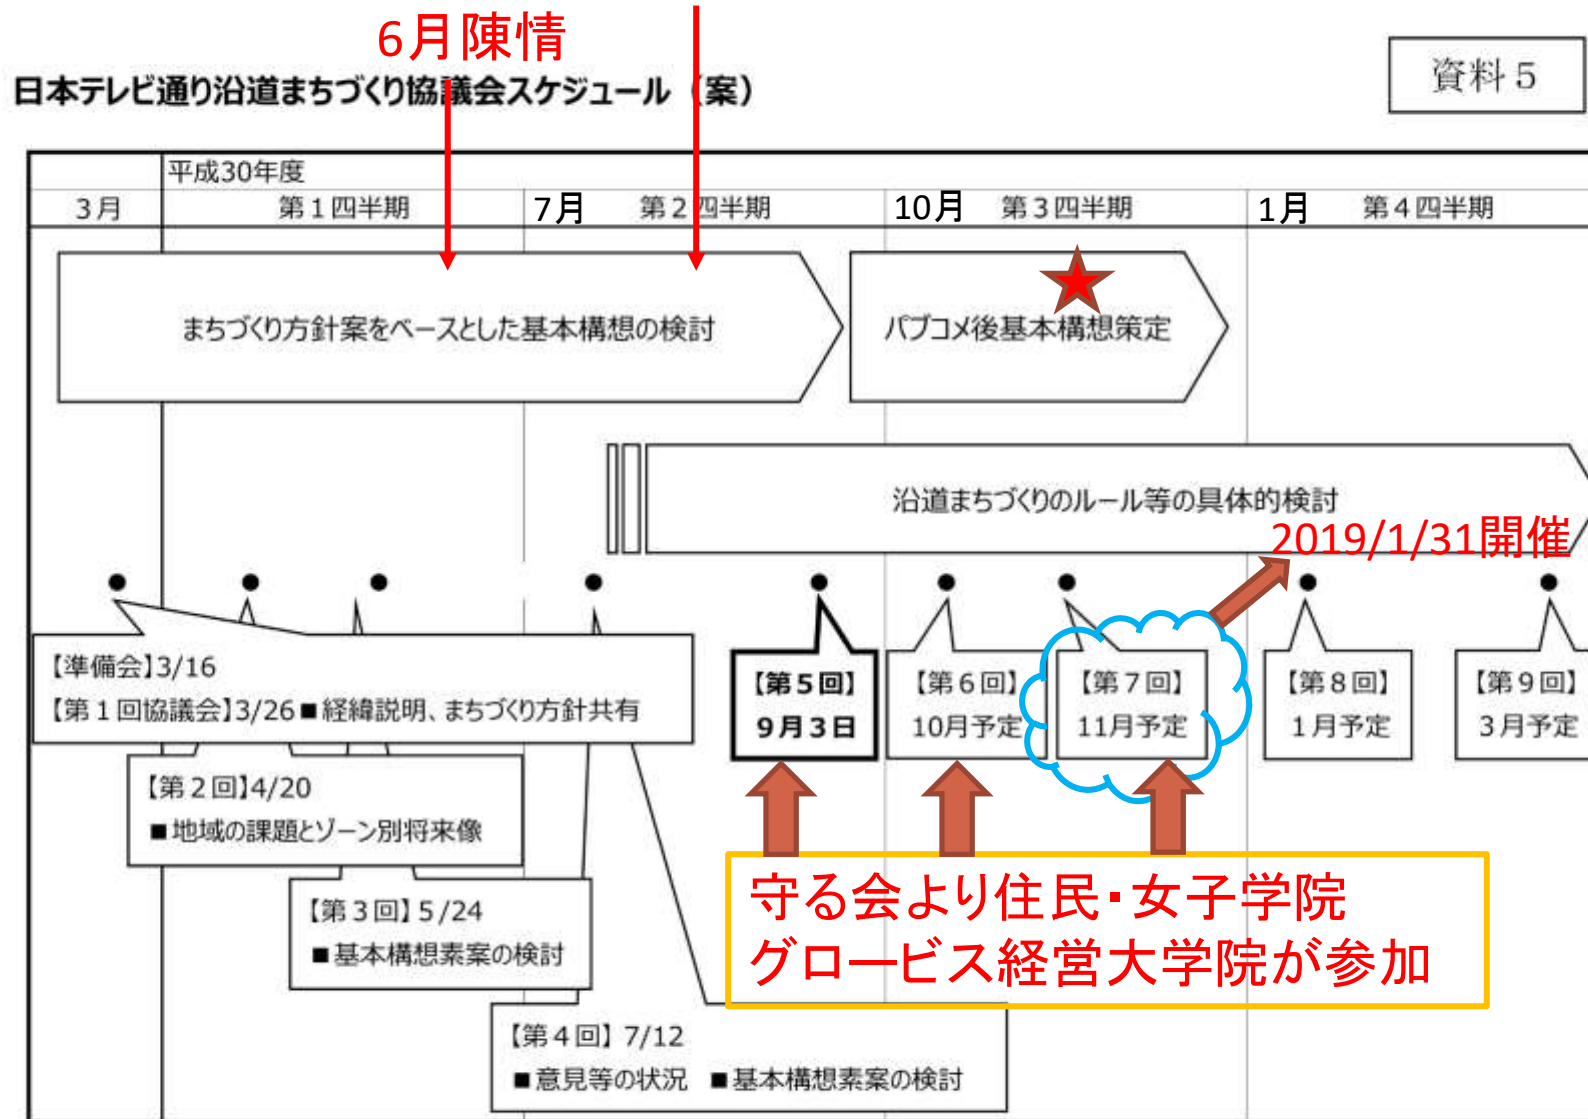 6月陳情
日本テレビ通り沿道まちづくり協議会スケジュール（案）
資料５
平成30年度
３月
第１四半期
7月
第２四半期
10月
第３四半期
1月
第４四半期
まちづくり方針案をベースとした基本構想の検討
パブコメ後基本構想策定
沿道まちづくりのルール等の具体的検討
2019/1/31開催
【準備会】3/16
【第１回協議会】3/26■経緯説明、まちづくり方針共有
【第２回】4/20
■地域の課題とゾーン別将来像
【第３回】5/24
■基本構想素案の検討
【第４回】7/12
■意見等の状況　■基本構想素案の検討
【第５回】
９月３日
【第６回】
10月予定
【第７回】
11月予定
【第８回】
１月予定
【第９回】
３月予定
守る会より住民・女子学院
グロービス経営大学院が参加